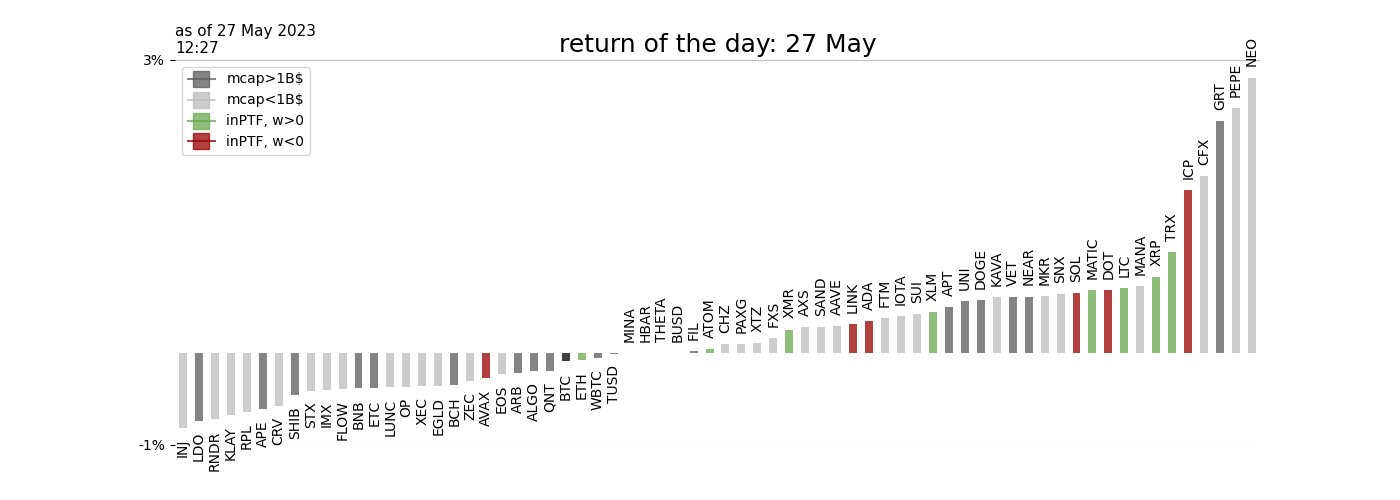 as of 27 May 2023
12:27
return of the day: 27 May
3%
mcap>1B$
mcap<1B$
inPTF, w>0
inPTF, w<0
-1%
INJ
LDO
RNDR
KLAY
RPL
APE
CRV
SHIB
STX
IMX
FLOW
BNB
ETC
LUNC
OP
XEC
EGLD
BCH
ZEC
AVAX
EOS
ARB
ALGO
QNT
BTC
ETH
WBTC
TUSD
MINA
HBAR
THETA
BUSD
FIL
ATOM
CHZ
PAXG
XTZ
FXS
XMR
AXS
SAND
AAVE
LINK
ADA
FTM
IOTA
SUI
XLM
APT
UNI
DOGE
KAVA
VET
NEAR
MKR
SNX
SOL
MATIC
DOT
LTC
MANA
XRP
TRX
ICP
CFX
GRT
PEPE
NEO